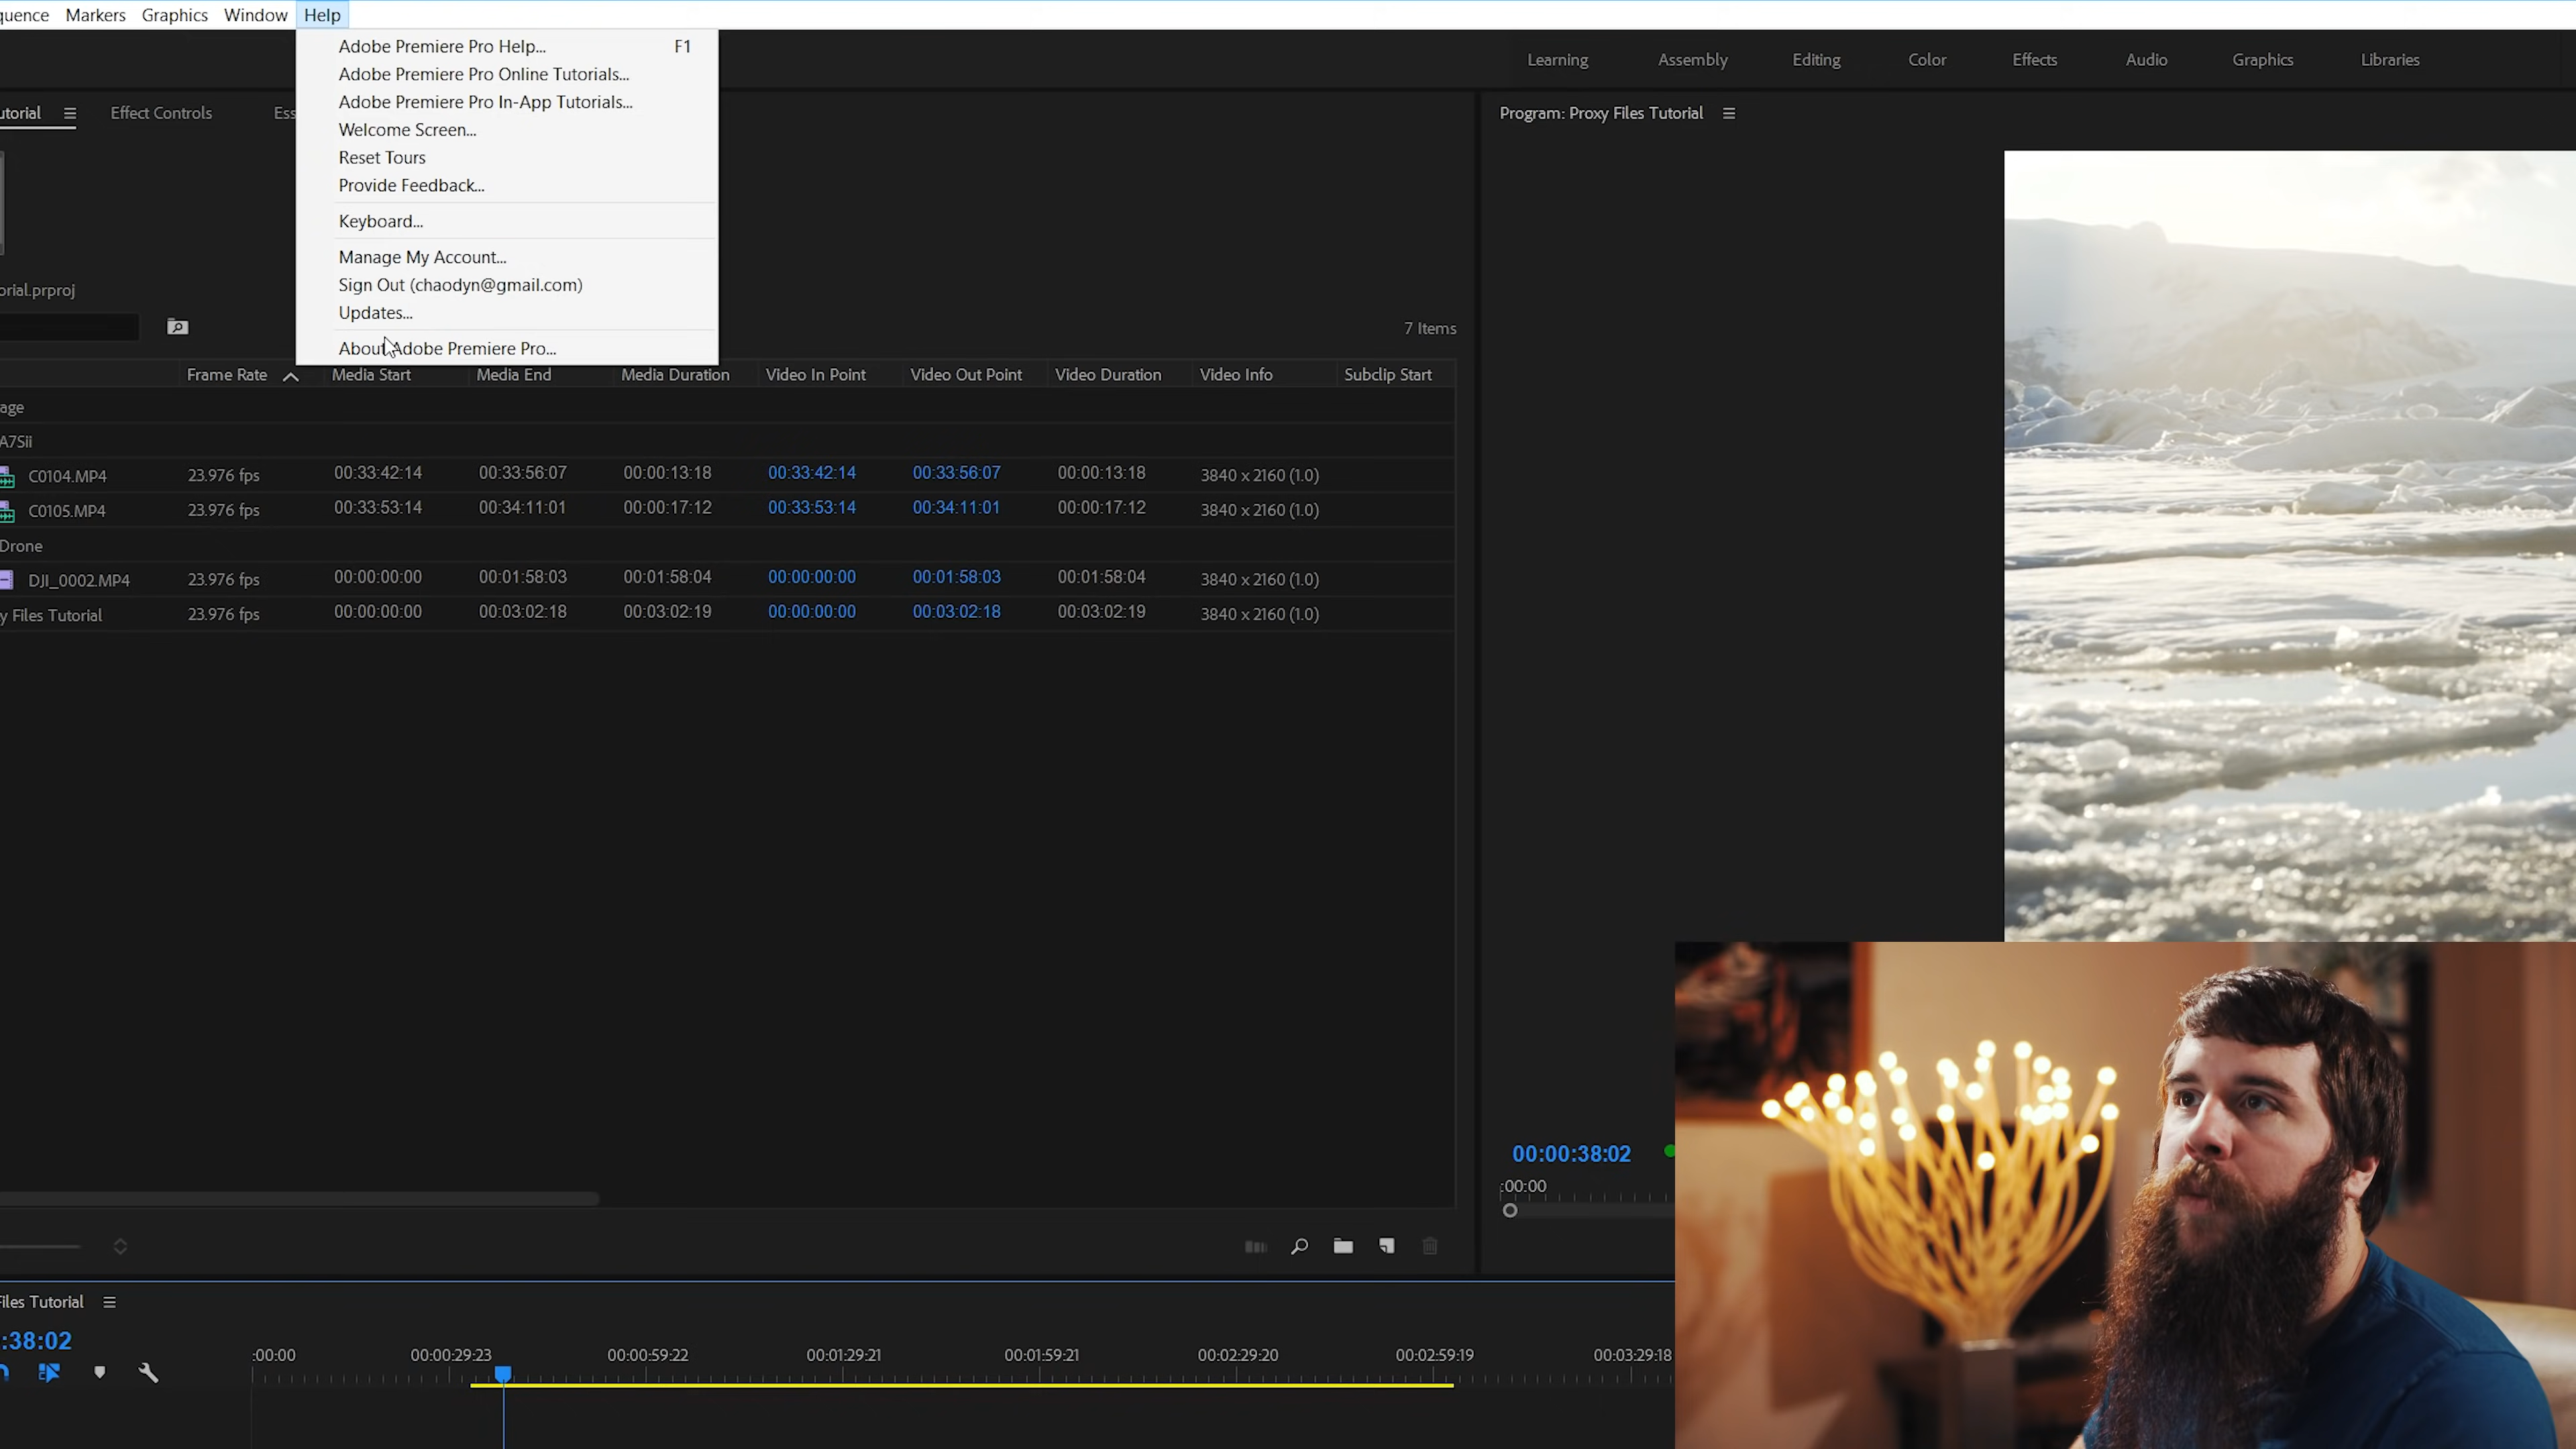 quence Markers Graphics Window Help
Adobe Premiere Pro Help... F1
Adobe Premiere Pro Online Tutorials...
Adobe Premiere Pro In-App Tutorials...
Welcome Screen...
Reset Tours
Provide Feedback...
Keyboard...
Manage My Account...
Sign Out (chaodyn@gmail.com)
Updates...
About Adobe Premiere Pro...
Learning Assembly Editing Color Effects Audio Graphics Libraries
utorial Effect Controls Ess
Program: Proxy Files Tutorial
orial.prproj
7 Items
Frame Rate Media Start Media End Media Duration Video In Point Video Out Point Video Duration Video Info Subclip Start
age
A7Sii
C0104.MP4 23.976 fps 00:33:42:14 00:33:56:07 00:00:13:18 00:33:42:14 00:33:56:07 00:00:13:18 3840 x 2160 (1.0)
C0105.MP4 23.976 fps 00:33:53:14 00:34:11:01 00:00:17:12 00:33:53:14 00:34:11:01 00:00:17:12 3840 x 2160 (1.0)
Drone
DJI_0002.MP4 23.976 fps 00:00:00:00 00:01:58:03 00:01:58:04 00:00:00:00 00:01:58:03 00:01:58:04 3840 x 2160 (1.0)
y Files Tutorial 23.976 fps 00:00:00:00 00:03:02:18 00:03:02:19 00:00:00:00 00:03:02:18 00:03:02:19 3840 x 2160 (1.0)
00:00:38:02
:00:00
Files Tutorial
:38:02
:00:00 00:00:29:23 00:00:59:22 00:01:29:21 00:01:59:21 00:02:29:20 00:02:59:19 00:03:29:18